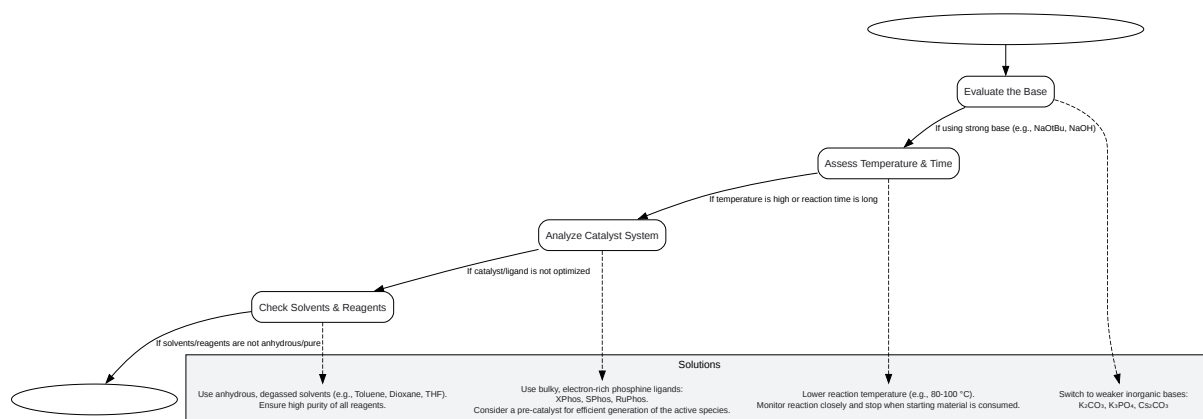 Evaluate the Base
If using strong base (e.g., NaOtBu, NaOH)
Assess Temperature & Time
If temperature is high or reaction time is long
Analyze Catalyst System
If catalyst/ligand is not optimized
Check Solvents & Reagents
If solvents/reagents are not anhydrous/pure
Solutions
Use anhydrous, degassed solvents (e.g., Toluene, Dioxane, THF).
Ensure high purity of all reagents.
Use bulky, electron-rich phosphine ligands:
XPhos, SPhos, RuPhos.
Consider a pre-catalyst for efficient generation of the active species.
Lower reaction temperature (e.g., 80-100 °C).
Monitor reaction closely and stop when starting material is consumed.
Switch to weaker inorganic bases:
K₂CO₃, K₃PO₄, Cs₂CO₃